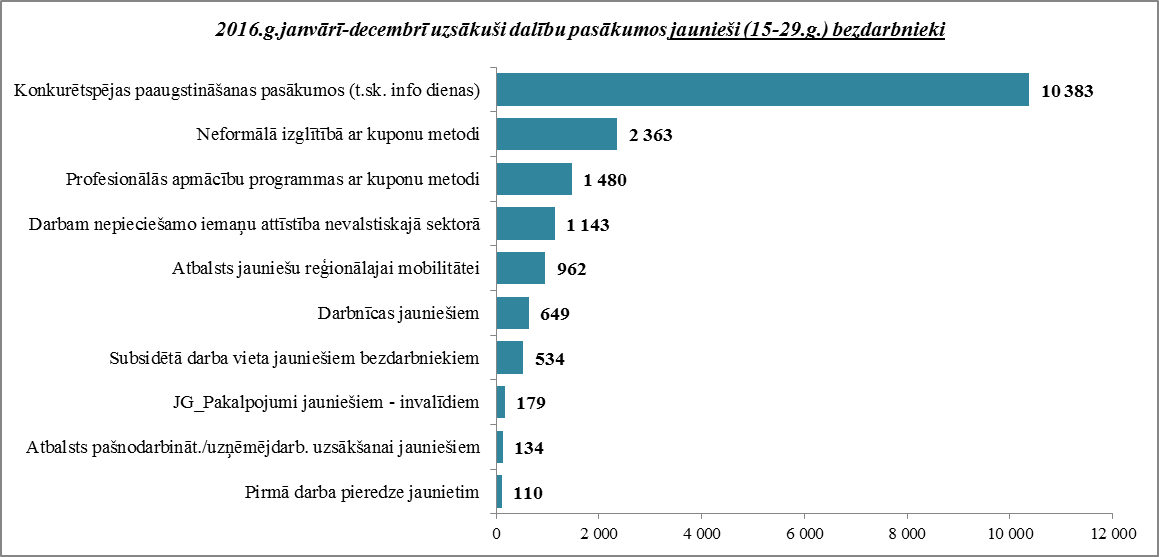 2016.g.janvārī-decembrī uzsākuši dalību pasākumos jaunieši (15-29.g.) bezdarbnieki
Konkurētspējas paaugstināšanas pasākumos (t.sk. info dienas) 10 383
Neformālā izglītībā ar kuponu metodi 2 363
Profesionālās apmācību programmas ar kuponu metodi 1 480
Darbam nepieciešamo iemaņu attīstība nevalstiskajā sektorā 1 143
Atbalsts jauniešu reģionālajai mobilitātei 962
Darbnīcas jauniešiem 649
Subsidētā darba vieta jauniešiem bezdarbniekiem 534
JG_Pakalpojumi jauniešiem - invalīdiem 179
Atbalsts pašnodarbināt./uzņēmējdarb. uzsākšanai jauniešiem 134
Pirmā darba pieredze jaunietim 110
0 2 000 4 000 6 000 8 000 10 000 12 000